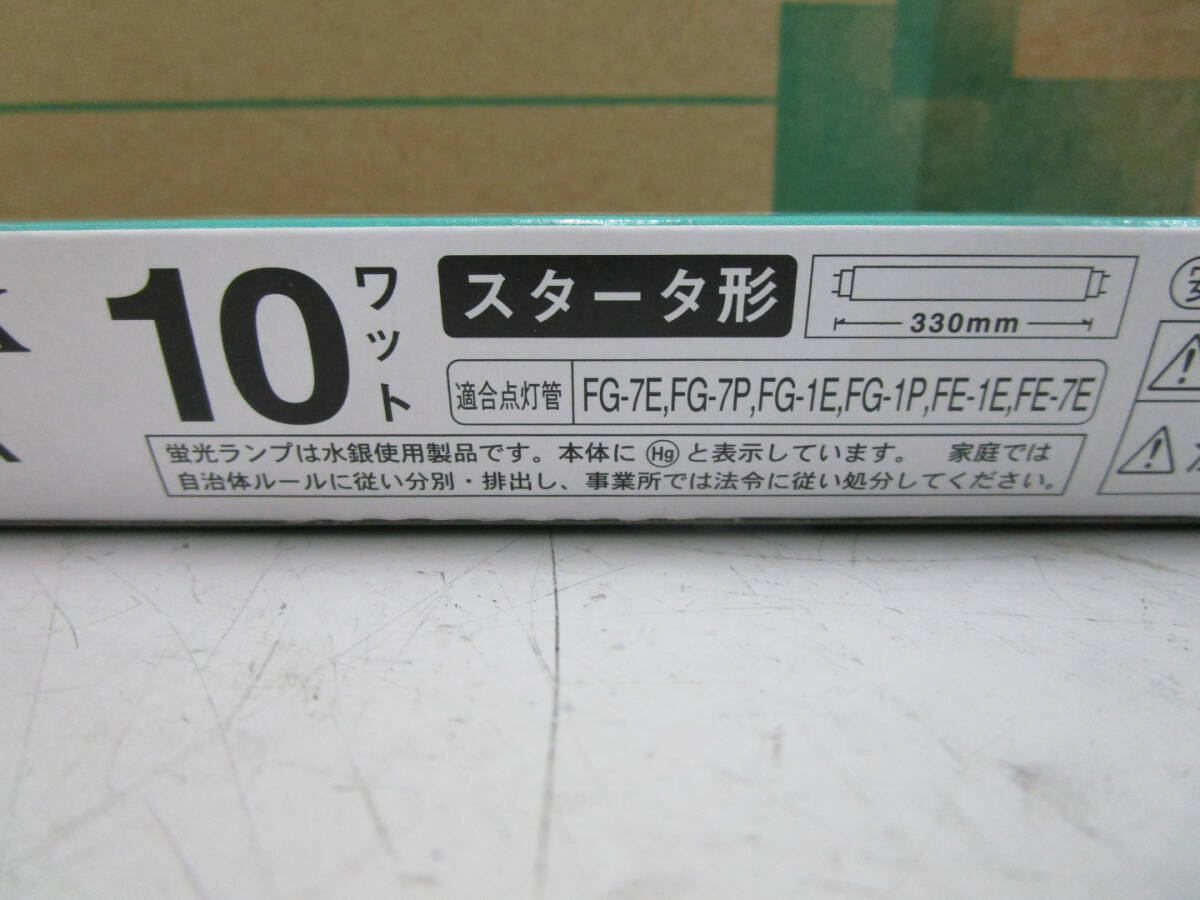 10ワット
スタータ形
330mm
適合点灯管 FG-7E,FG-7P,FG-1E,FG-1P,FE-1E,FE-7E
蛍光ランプは水銀使用製品です。本体に Hg と表示しています。 家庭では
自治体ルールに従い分別・排出し、事業所では法令に従い処分してください。